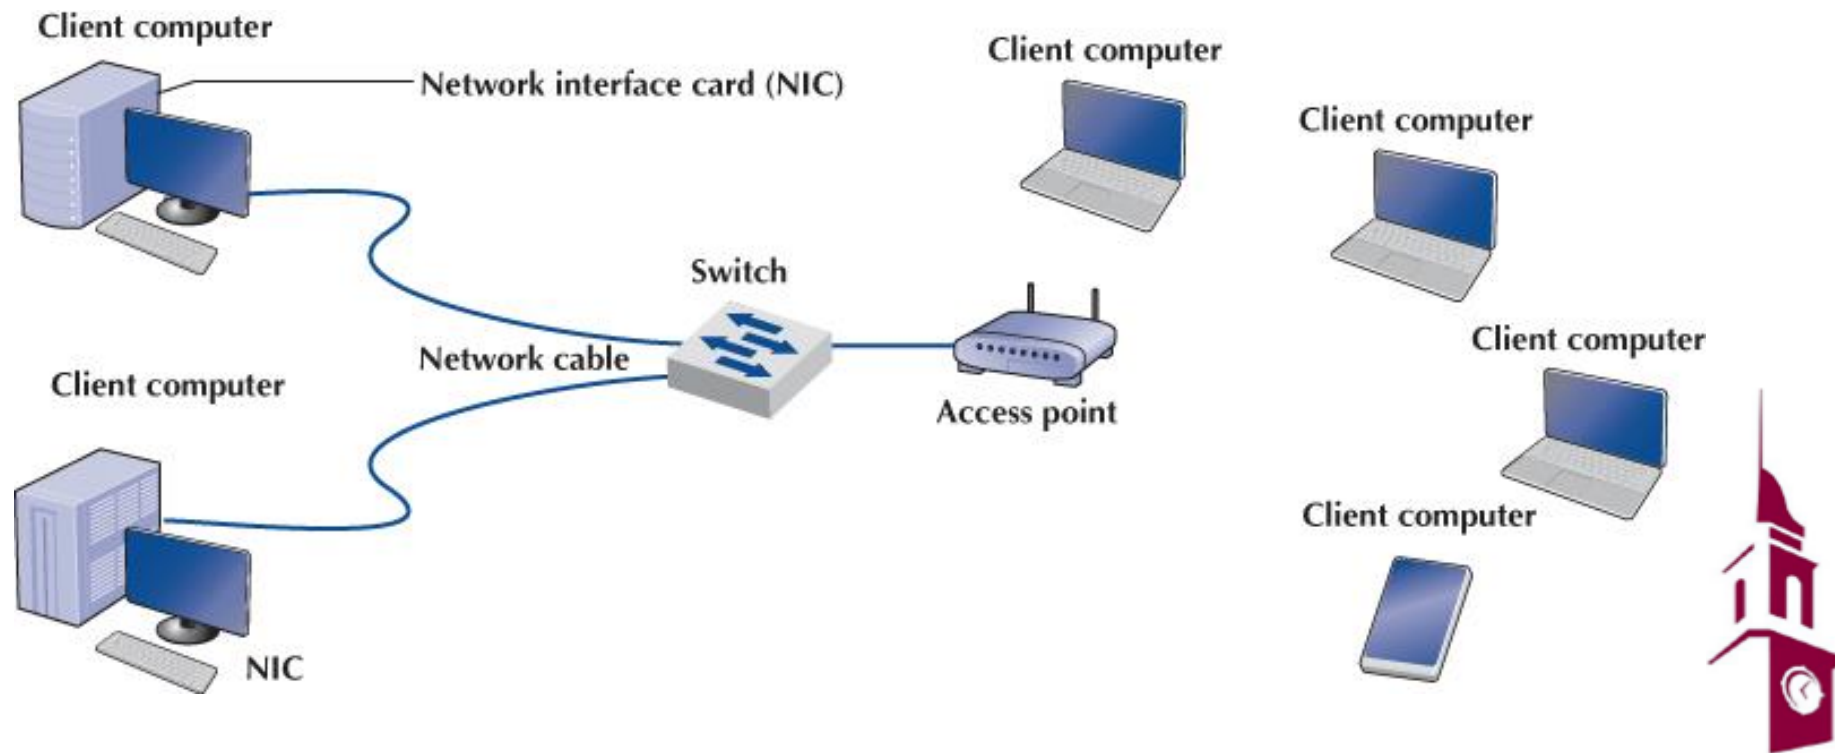 Client computer
Network interface card (NIC)
Client computer
Client computer
Switch
Network cable
Client computer
Client computer
Access point
Client computer
NIC